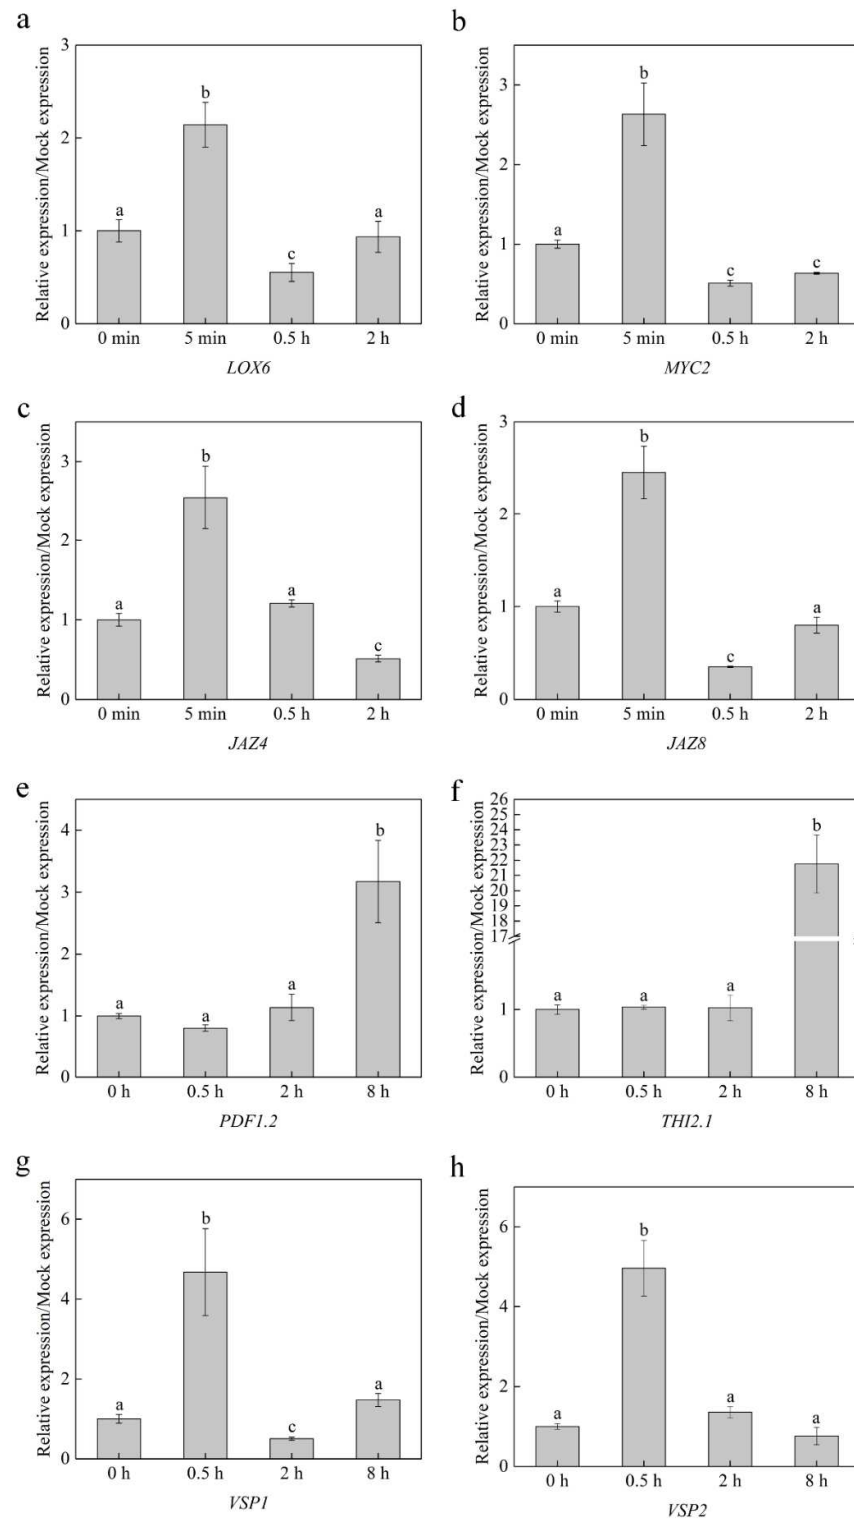 a
Relative expression/Mock expression
3
2
1
0
a
b
c
a
0 min 5 min 0.5 h 2 h
LOX6
b
Relative expression/Mock expression
3
2
1
0
a
b
c
c
0 min 5 min 0.5 h 2 h
MYC2
c
Relative expression/Mock expression
3
2
1
0
a
b
a
c
0 min 5 min 0.5 h 2 h
JAZ4
d
Relative expression/Mock expression
3
2
1
0
a
b
c
a
0 min 5 min 0.5 h 2 h
JAZ8
e
Relative expression/Mock expression
4
3
2
1
0
a
a
a
b
0 h 0.5 h 2 h 8 h
PDF1.2
f
Relative expression/Mock expression
26
25
24
23
22
21
20
19
18
17
1
0
a
a
a
b
0 h 0.5 h 2 h 8 h
THI2.1
g
Relative expression/Mock expression
6
4
2
0
a
b
c
a
0 h 0.5 h 2 h 8 h
VSP1
h
Relative expression/Mock expression
6
4
2
0
a
b
a
a
0 h 0.5 h 2 h 8 h
VSP2